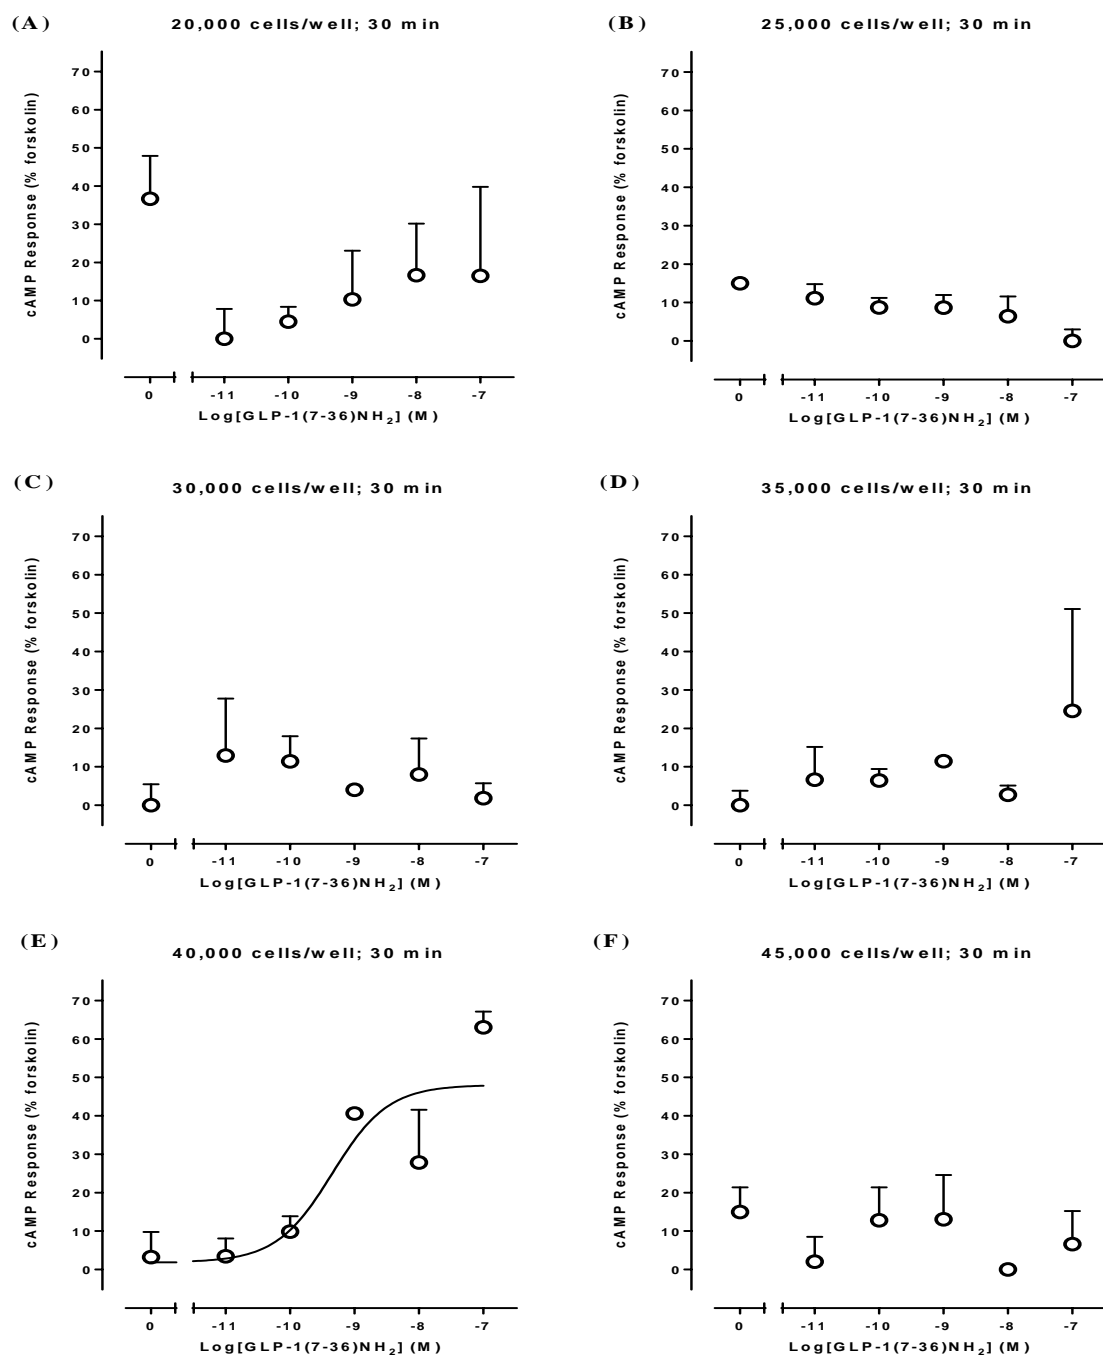 (A) 20,000 cells/well; 30 min
cAMP Response (% forskolin)
70
60
50
40
30
20
10
0
0 -11 -10 -9 -8 -7
Log[GLP-1(7-36)NH2] (M)
(B) 25,000 cells/well; 30 min
cAMP Response (% forskolin)
70
60
50
40
30
20
10
0
0 -11 -10 -9 -8 -7
Log[GLP-1(7-36)NH2] (M)
(C) 30,000 cells/well; 30 min
cAMP Response (% forskolin)
70
60
50
40
30
20
10
0
0 -11 -10 -9 -8 -7
Log[GLP-1(7-36)NH2] (M)
(D) 35,000 cells/well; 30 min
cAMP Response (% forskolin)
70
60
50
40
30
20
10
0
0 -11 -10 -9 -8 -7
Log[GLP-1(7-36)NH2] (M)
(E) 40,000 cells/well; 30 min
cAMP Response (% forskolin)
70
60
50
40
30
20
10
0
0 -11 -10 -9 -8 -7
Log[GLP-1(7-36)NH2] (M)
(F) 45,000 cells/well; 30 min
cAMP Response (% forskolin)
70
60
50
40
30
20
10
0
0 -11 -10 -9 -8 -7
Log[GLP-1(7-36)NH2] (M)